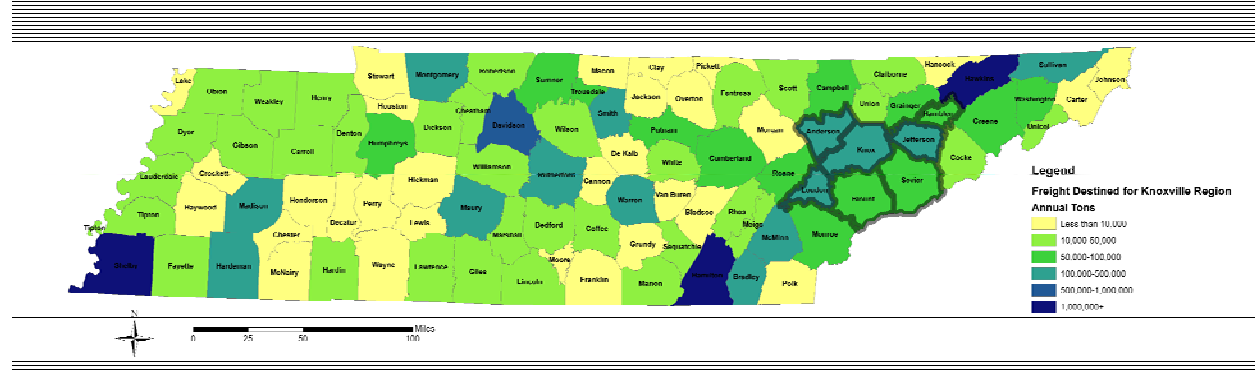 Lake
Obion
Weakley
Henry
Stewart
Montgomery
Robertson
Sumner
Macon
Clay
Pickett
Hancock
Hawkins
Sullivan
Johnson
Carter
Washington
Unicoi
Greene
Hamblen
Grainger
Claiborne
Union
Campbell
Scott
Fentress
Overton
Jackson
Trousdale
Smith
Houston
Cheatham
Davidson
Wilson
Putnam
Morgan
Anderson
Knox
Jefferson
Cocke
Sevier
Blount
Loudon
Roane
Cumberland
White
De Kalb
Dyer
Gibson
Carroll
Benton
Humphreys
Dickson
Williamson
Rutherford
Cannon
Warren
Van Buren
Bledsoe
Rhea
Meigs
McMinn
Monroe
Lauderdale
Crockett
Haywood
Madison
Henderson
Decatur
Perry
Hickman
Lewis
Maury
Marshall
Bedford
Coffee
Grundy
Sequatchie
Tipton
Tipton
Chester
Moore
Shelby
Fayette
Hardeman
McNairy
Hardin
Wayne
Lawrence
Giles
Lincoln
Franklin
Marion
Hamilton
Bradley
Polk
Legend
Freight Destined for Knoxville Region
Annual Tons
Less than 10,000
10,000-50,000
50,000-100,000
100,000-500,000
500,000-1,000,000
1,000,000+
N
Miles
0 25 50 100